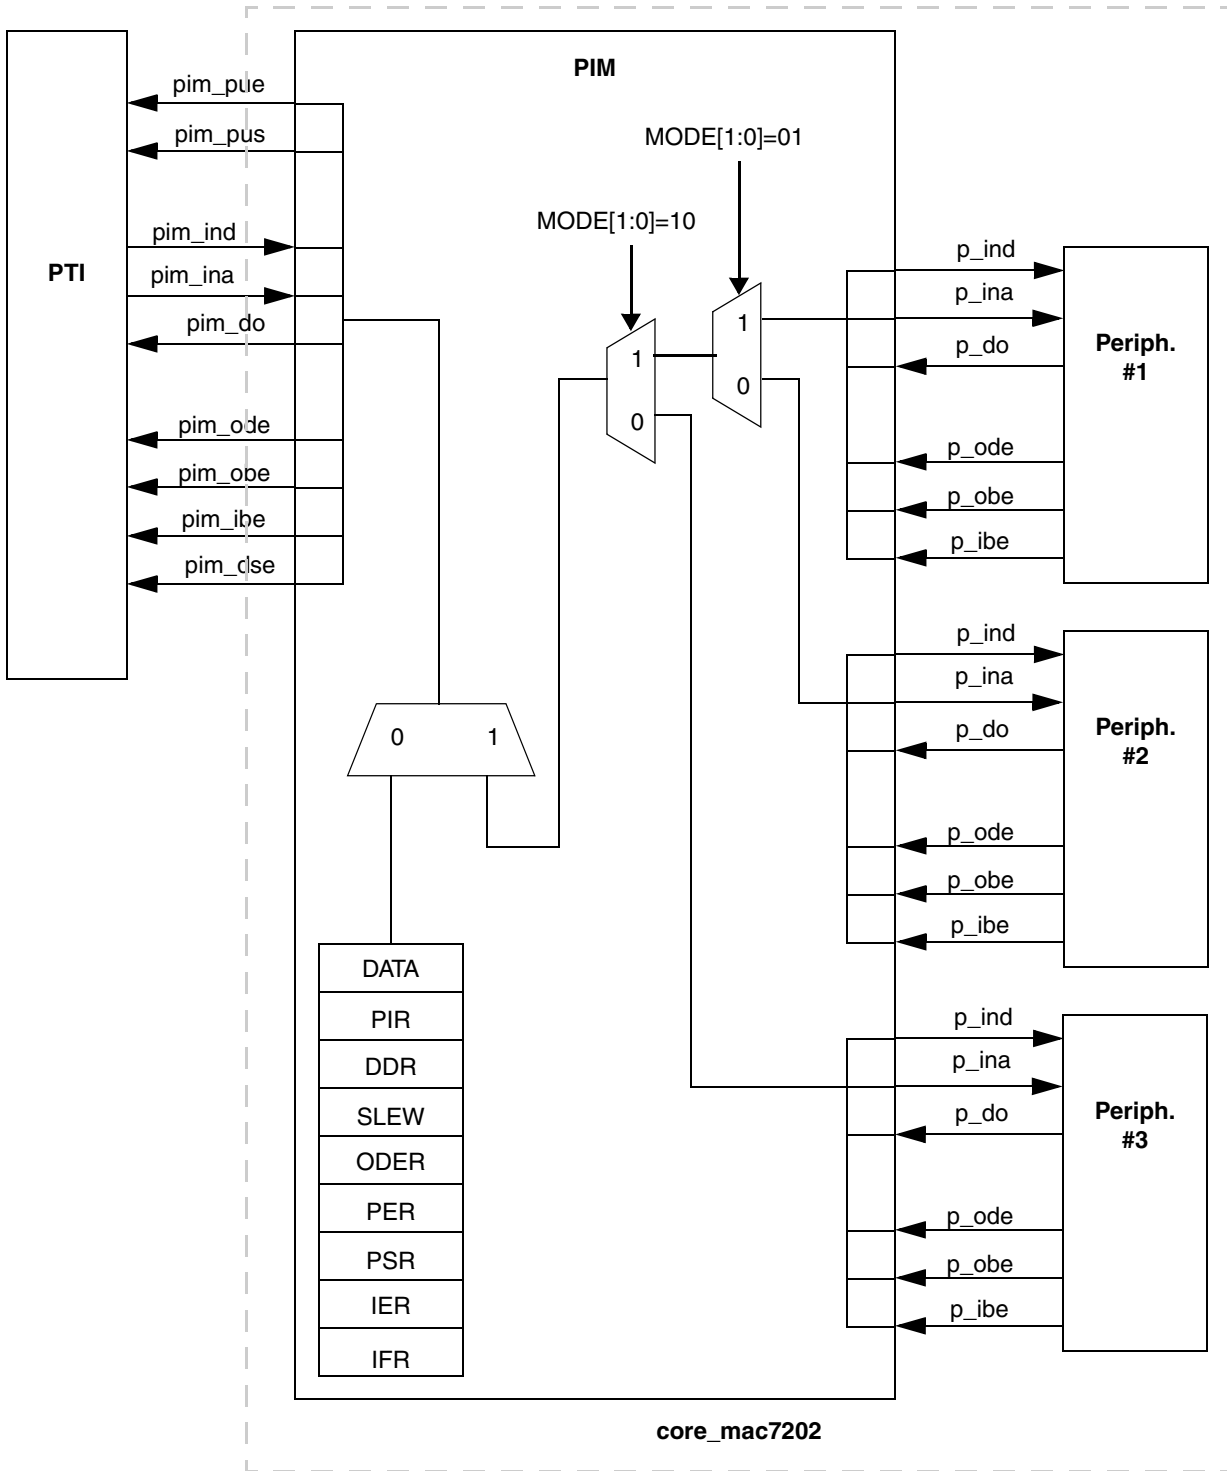 PIM
pim_pue
pim_pus
MODE[1:0]=01
MODE[1:0]=10
pim_ind
PTI
pim_ina
pim_do
pim_ode
pim_obe
pim_ibe
pim_dse
1
0
1
0
p_ind
p_ina
p_do
Periph.
#1
p_ode
p_obe
p_ibe
p_ind
p_ina
p_do
Periph.
#2
p_ode
p_obe
p_ibe
0
1
DATA
PIR
DDR
SLEW
ODER
PER
PSR
IER
IFR
p_ind
p_ina
p_do
Periph.
#3
p_ode
p_obe
p_ibe
core_mac7202